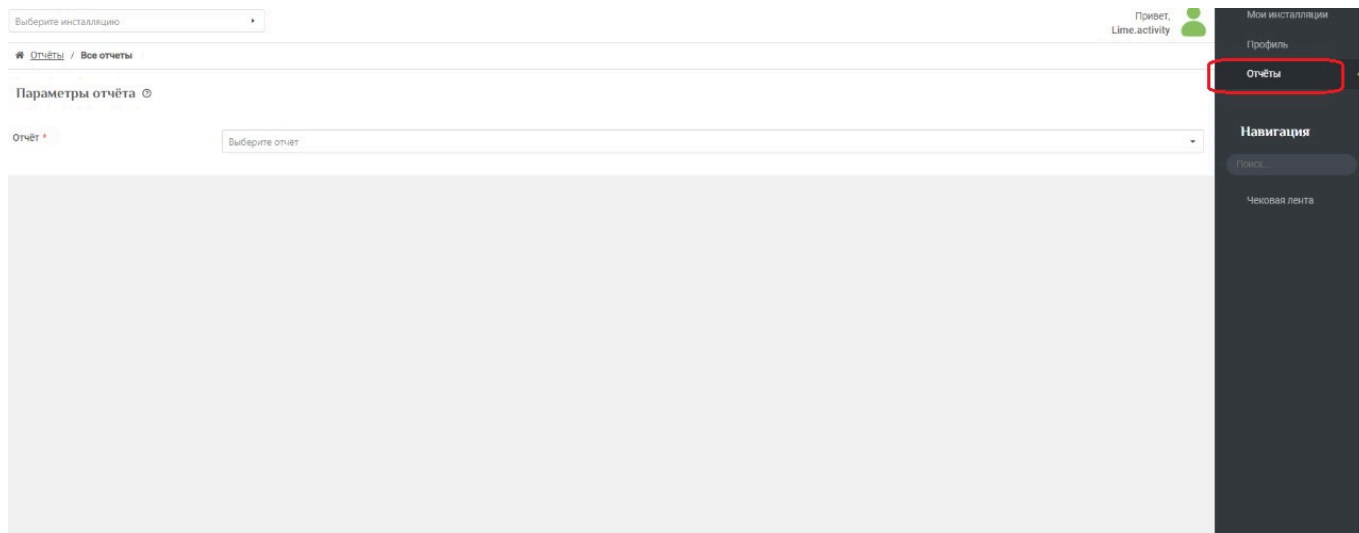 Выберите инсталляцию
Привет,
Lime.activity
Отчёты / Все отчеты
Параметры отчёта
Отчёт *
Выберите отчет
Мои инсталляции
Профиль
Отчёты
Навигация
Поиск...
Чековая лента